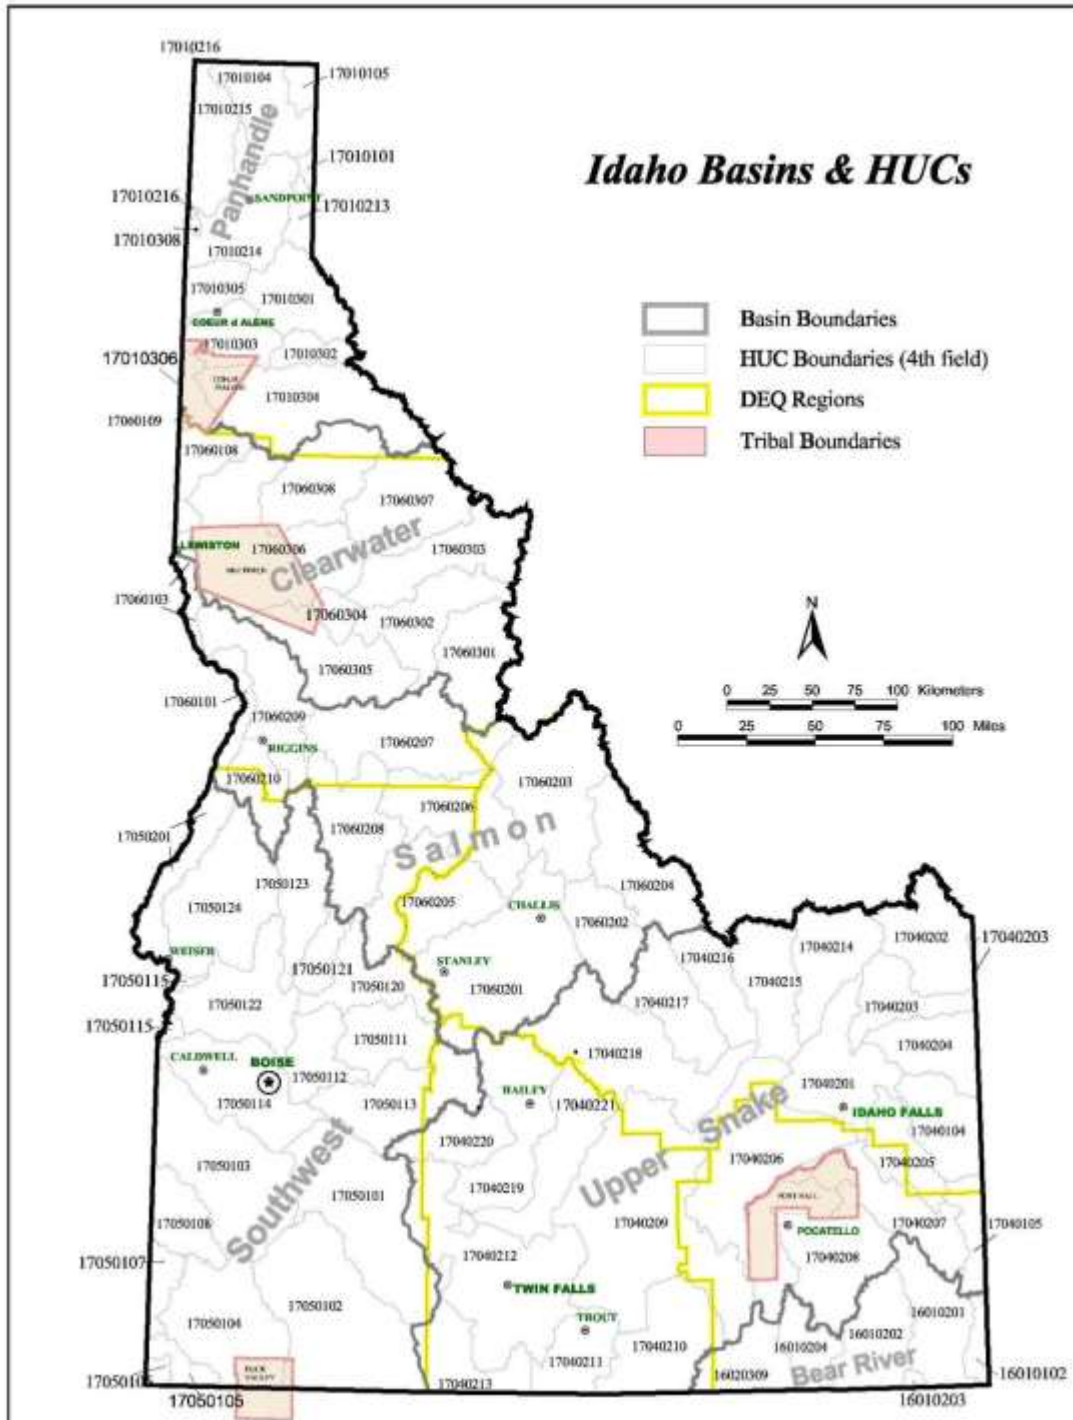 17010216
17010104
17010105
17010215
Panhandle
17010101
Idaho Basins & HUCs
17010216
SANDPOINT
17010213
17010308
17010214
17010305
17010301
COEUR d ALENE
17010303
17010306
17010302
17010304
17060109
17060108
Basin Boundaries
HUC Boundaries (4th field)
DEQ Regions
Tribal Boundaries
17060308
17060307
LEWISTON
17060306
Clearwater
17060303
17060103
17060304
17060302
17060305
17060301
N
17060101
0 25 50 75 100 Kilometers
0 25 50 75 100 Miles
17060209
RIGGINS
17060207
17060210
17060203
17060206
17050201
17060208
Salmon
17050123
17060204
17050124
17060205
CHALLIS
17060202
WEISER
17040216
17040214
17040202
17040203
17050115
17050121
STANLEY
17050120
17060201
17040215
17040217
17050122
17040203
17050115
17050111
17040218
17040204
CALDWELL
BOISE
17050112
17040201
17050114
17050113
HAILEY
17040221
Snake
IDAHO FALLS
17040104
17040220
17040206
17040205
17050103
Southwest
17050101
17040219
Upper
17040209
FORT HALL
17050108
POCATELLO
17040207
17040105
17050107
17040212
17040208
TWIN FALLS
17050102
17050104
TROUT
16010201
16010202
16010204
17040210
17040211
DUCK
VALLEY
Bear River
16020309
16010102
17050105
17040213
16010203